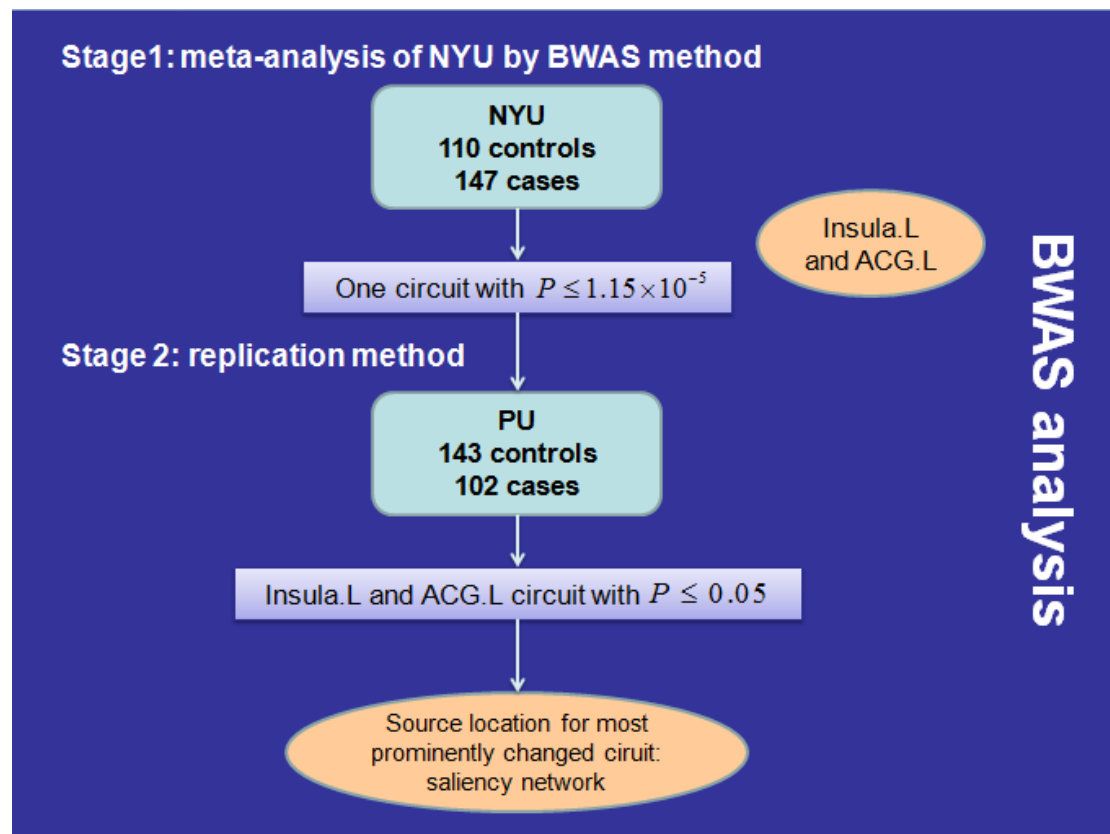 Stage1: meta-analysis of NYU by BWAS method
NYU
110 controls
147 cases
Insula.L
and ACG.L
One circuit with P ≤ 1.15×10⁻⁵
Stage 2: replication method
PU
143 controls
102 cases
Insula.L and ACG.L circuit with P ≤ 0.05
Source location for most
prominently changed ciruit:
saliency network
BWAS analysis